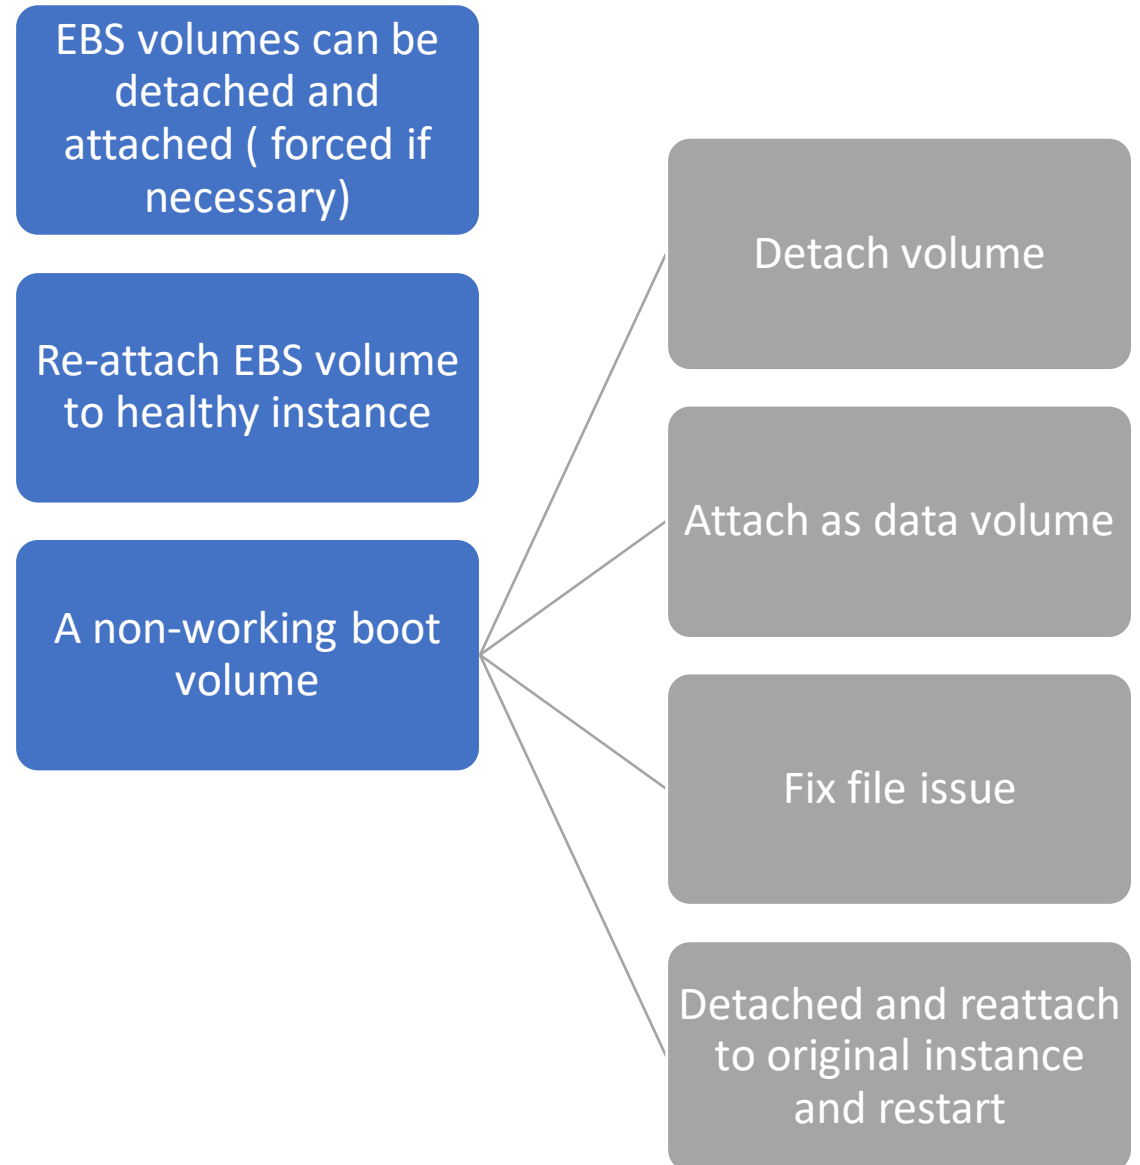 EBS volumes can be
detached and
attached ( forced if
necessary)
Re-attach EBS volume
to healthy instance
A non-working boot
volume
Detach volume
Attach as data volume
Fix file issue
Detached and reattach
to original instance
and restart